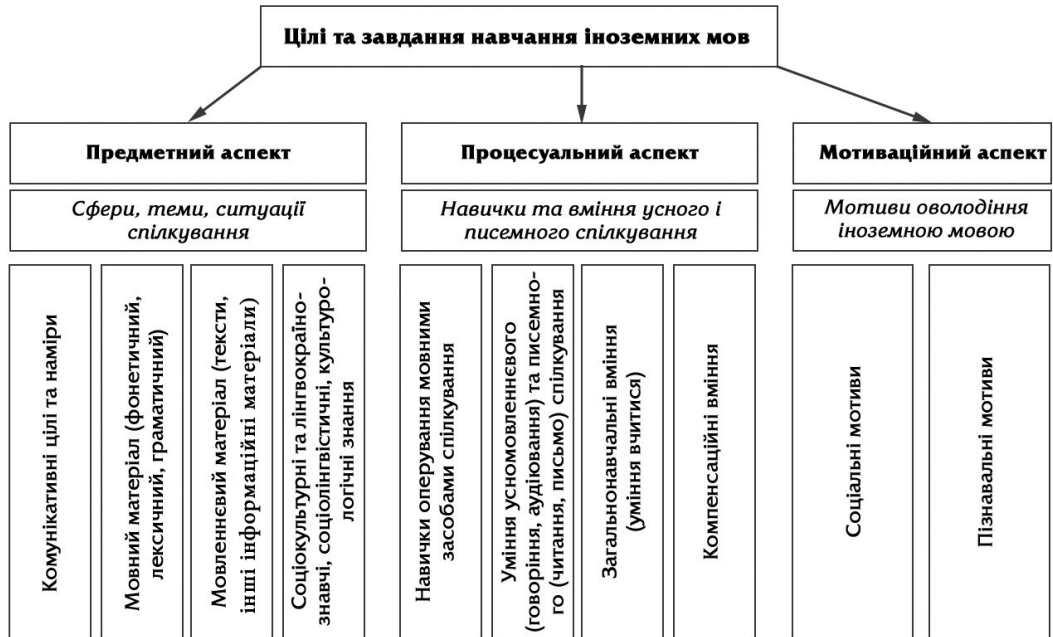 Цілі та завдання навчання іноземних мов
Предметний аспект
Сфери, теми, ситуації
спілкування
Комунікативні цілі та наміри
Мовний матеріал (фонетичний,
лексичний, граматичний)
Мовленнєвий матеріал (тексти,
інші інформаційні матеріали)
Соціокультурні та лінгвокраїно-
знавчі, соціолінгвістичні, культуро-
логічні знання
Процесуальний аспект
Навички та вміння усного і
писемного спілкування
Навички оперування мовними
засобами спілкування
Уміння усномовленнєвого
(говоріння, аудіювання) та писемно-
го (читання, письмо) спілкування
Загальнонавчальні вміння
(уміння вчитися)
Компенсаційні вміння
Мотиваційний аспект
Мотиви оволодіння
іноземною мовою
Соціальні мотиви
Пізнавальні мотиви